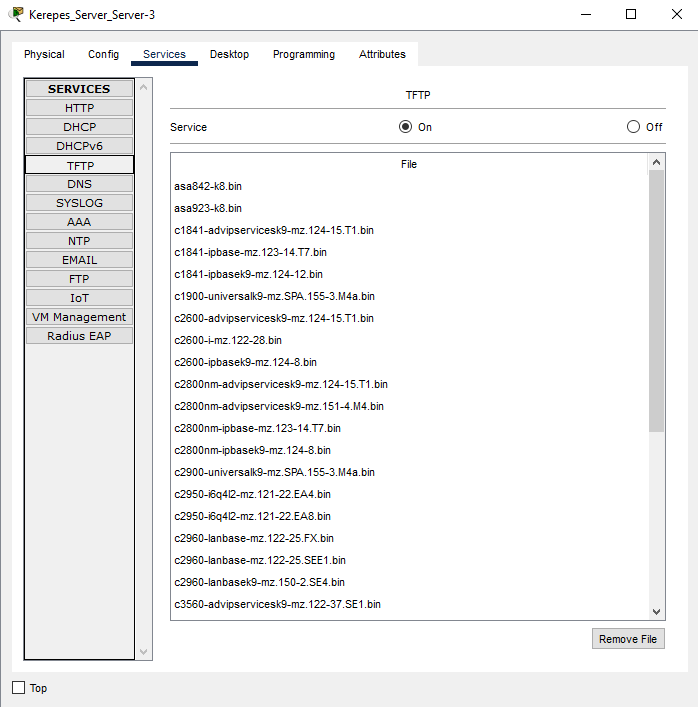 Kerepes_Server_Server-3
Physical Config Services Desktop Programming Attributes
SERVICES
HTTP
DHCP
DHCPv6
TFTP
DNS
SYSLOG
AAA
NTP
EMAIL
FTP
IoT
VM Management
Radius EAP
TFTP
Service On Off
File
asa842-k8.bin
asa923-k8.bin
c1841-advipservicesk9-mz.124-15.T1.bin
c1841-ipbase-mz.123-14.T7.bin
c1841-ipbasek9-mz.124-12.bin
c1900-universalk9-mz.SPA.155-3.M4a.bin
c2600-advipservicesk9-mz.124-15.T1.bin
c2600-i-mz.122-28.bin
c2600-ipbasek9-mz.124-8.bin
c2800nm-advipservicesk9-mz.124-15.T1.bin
c2800nm-advipservicesk9-mz.151-4.M4.bin
c2800nm-ipbase-mz.123-14.T7.bin
c2800nm-ipbasek9-mz.124-8.bin
c2900-universalk9-mz.SPA.155-3.M4a.bin
c2950-i6q4l2-mz.121-22.EA4.bin
c2950-i6q4l2-mz.121-22.EA8.bin
c2960-lanbase-mz.122-25.FX.bin
c2960-lanbase-mz.122-25.SEE1.bin
c2960-lanbasek9-mz.150-2.SE4.bin
c3560-advipservicesk9-mz.122-37.SE1.bin
Remove File
Top